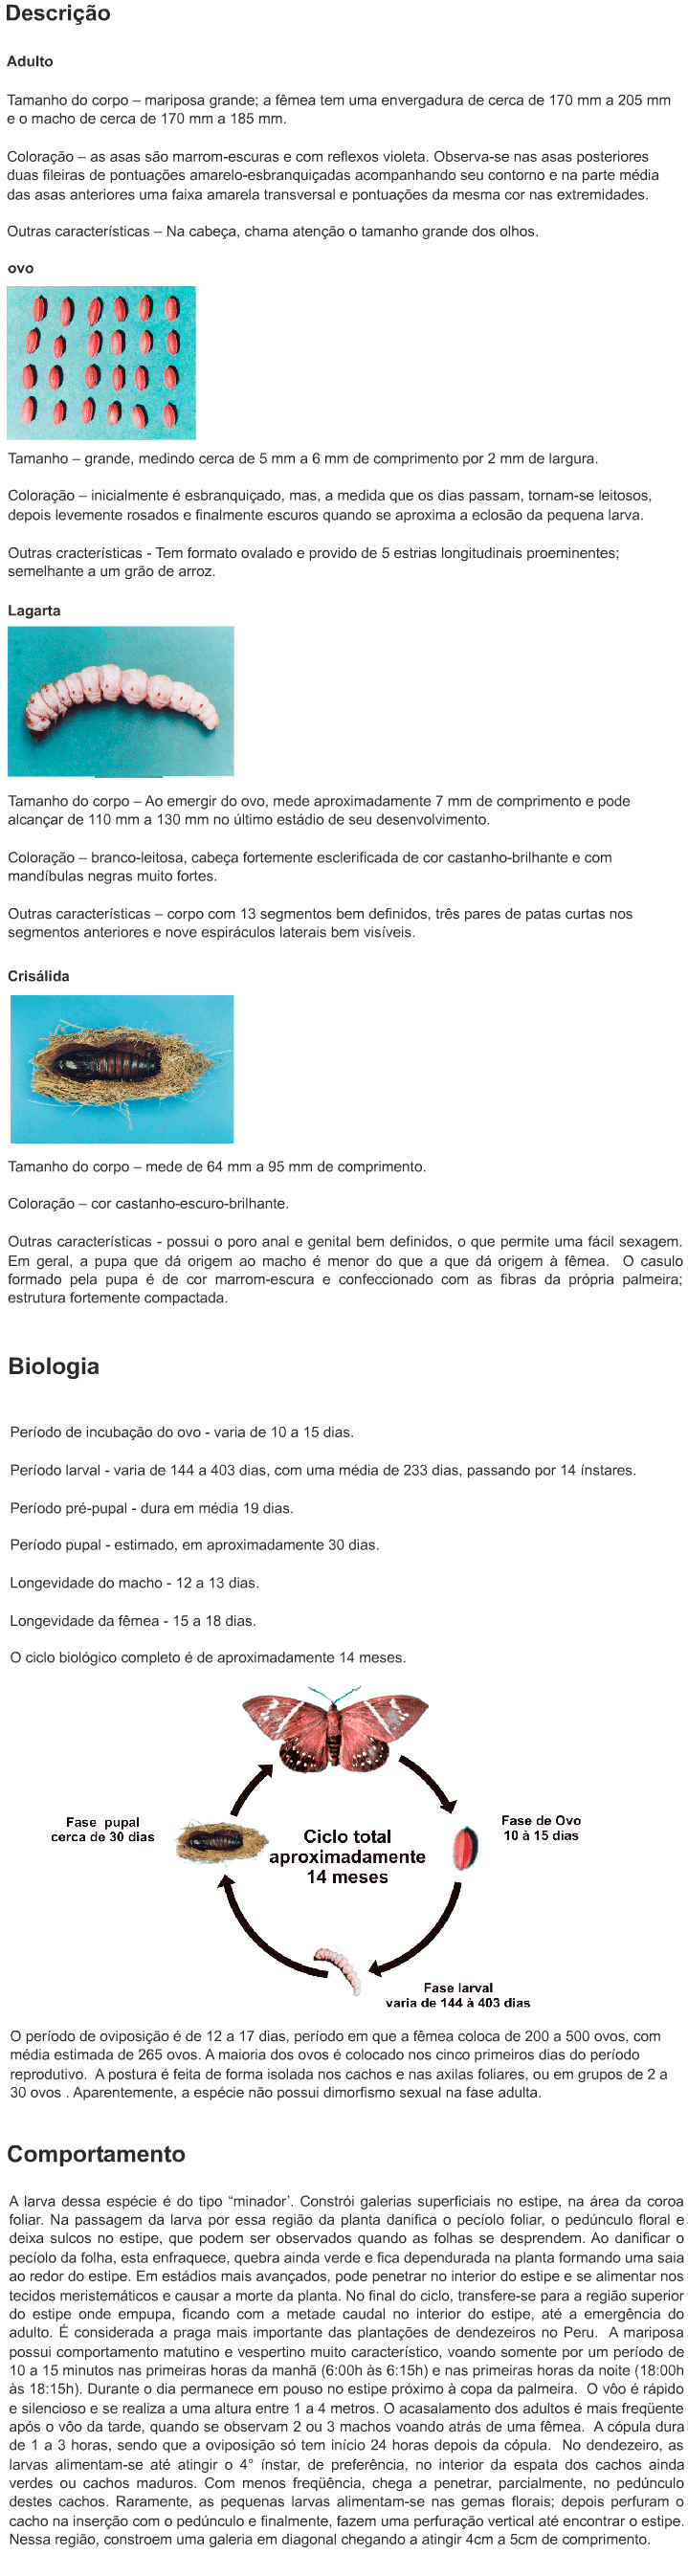 Descrição
Adulto
Tamanho do corpo – mariposa grande; a fêmea tem uma envergadura de cerca de 170 mm a 205 mm
e o macho de cerca de 170 mm a 185 mm.
Coloração – as asas são marrom-escuras e com reflexos violeta. Observa-se nas asas posteriores
duas fileiras de pontuações amarelo-esbranquiçadas acompanhando seu contorno e na parte média
das asas anteriores uma faixa amarela transversal e pontuações da mesma cor nas extremidades.
Outras características – Na cabeça, chama atenção o tamanho grande dos olhos.
ovo
Tamanho – grande, medindo cerca de 5 mm a 6 mm de comprimento por 2 mm de largura.
Coloração – inicialmente é esbranquiçado, mas, a medida que os dias passam, tornam-se leitosos,
depois levemente rosados e finalmente escuros quando se aproxima a eclosão da pequena larva.
Outras cracterísticas - Tem formato ovalado e provido de 5 estrias longitudinais proeminentes;
semelhante a um grão de arroz.
Lagarta
Tamanho do corpo – Ao emergir do ovo, mede aproximadamente 7 mm de comprimento e pode
alcançar de 110 mm a 130 mm no último estádio de seu desenvolvimento.
Coloração – branco-leitosa, cabeça fortemente esclerificada de cor castanho-brilhante e com
mandíbulas negras muito fortes.
Outras características – corpo com 13 segmentos bem definidos, três pares de patas curtas nos
segmentos anteriores e nove espiráculos laterais bem visíveis.
Crisálida
Tamanho do corpo – mede de 64 mm a 95 mm de comprimento.
Coloração – cor castanho-escuro-brilhante.
Outras características - possui o poro anal e genital bem definidos, o que permite uma fácil sexagem.
Em geral, a pupa que dá origem ao macho é menor do que a que dá origem à fêmea. O casulo
formado pela pupa é de cor marrom-escura e confeccionado com as fibras da própria palmeira;
estrutura fortemente compactada.
Biologia
Período de incubação do ovo - varia de 10 a 15 dias.
Período larval - varia de 144 a 403 dias, com uma média de 233 dias, passando por 14 ínstares.
Período pré-pupal - dura em média 19 dias.
Período pupal - estimado, em aproximadamente 30 dias.
Longevidade do macho - 12 a 13 dias.
Longevidade da fêmea - 15 a 18 dias.
O ciclo biológico completo é de aproximadamente 14 meses.
Fase pupal
cerca de 30 dias
Ciclo total
aproximadamente
14 meses
Fase de Ovo
10 à 15 dias
Fase larval
varia de 144 à 403 dias
O período de oviposição é de 12 a 17 dias, período em que a fêmea coloca de 200 a 500 ovos, com
média estimada de 265 ovos. A maioria dos ovos é colocado nos cinco primeiros dias do período
reprodutivo. A postura é feita de forma isolada nos cachos e nas axilas foliares, ou em grupos de 2 a
30 ovos . Aparentemente, a espécie não possui dimorfismo sexual na fase adulta.
Comportamento
A larva dessa espécie é do tipo “minador’. Constrói galerias superficiais no estipe, na área da coroa
foliar. Na passagem da larva por essa região da planta danifica o pecíolo foliar, o pedúnculo floral e
deixa sulcos no estipe, que podem ser observados quando as folhas se desprendem. Ao danificar o
pecíolo da folha, esta enfraquece, quebra ainda verde e fica dependurada na planta formando uma saia
ao redor do estipe. Em estádios mais avançados, pode penetrar no interior do estipe e se alimentar nos
tecidos meristemáticos e causar a morte da planta. No final do ciclo, transfere-se para a região superior
do estipe onde empupa, ficando com a metade caudal no interior do estipe, até a emergência do
adulto. É considerada a praga mais importante das plantações de dendezeiros no Peru. A mariposa
possui comportamento matutino e vespertino muito característico, voando somente por um período de
10 a 15 minutos nas primeiras horas da manhã (6:00h às 6:15h) e nas primeiras horas da noite (18:00h
às 18:15h). Durante o dia permanece em pouso no estipe próximo à copa da palmeira. O vôo é rápido
e silencioso e se realiza a uma altura entre 1 a 4 metros. O acasalamento dos adultos é mais freqüente
após o vôo da tarde, quando se observam 2 ou 3 machos voando atrás de uma fêmea. A cópula dura
de 1 a 3 horas, sendo que a oviposição só tem início 24 horas depois da cópula. No dendezeiro, as
larvas alimentam-se até atingir o 4° ínstar, de preferência, no interior da espata dos cachos ainda
verdes ou cachos maduros. Com menos freqüência, chega a penetrar, parcialmente, no pedúnculo
destes cachos. Raramente, as pequenas larvas alimentam-se nas gemas florais; depois perfuram o
cacho na inserção com o pedúnculo e finalmente, fazem uma perfuração vertical até encontrar o estipe.
Nessa região, constroem uma galeria em diagonal chegando a atingir 4cm a 5cm de comprimento.